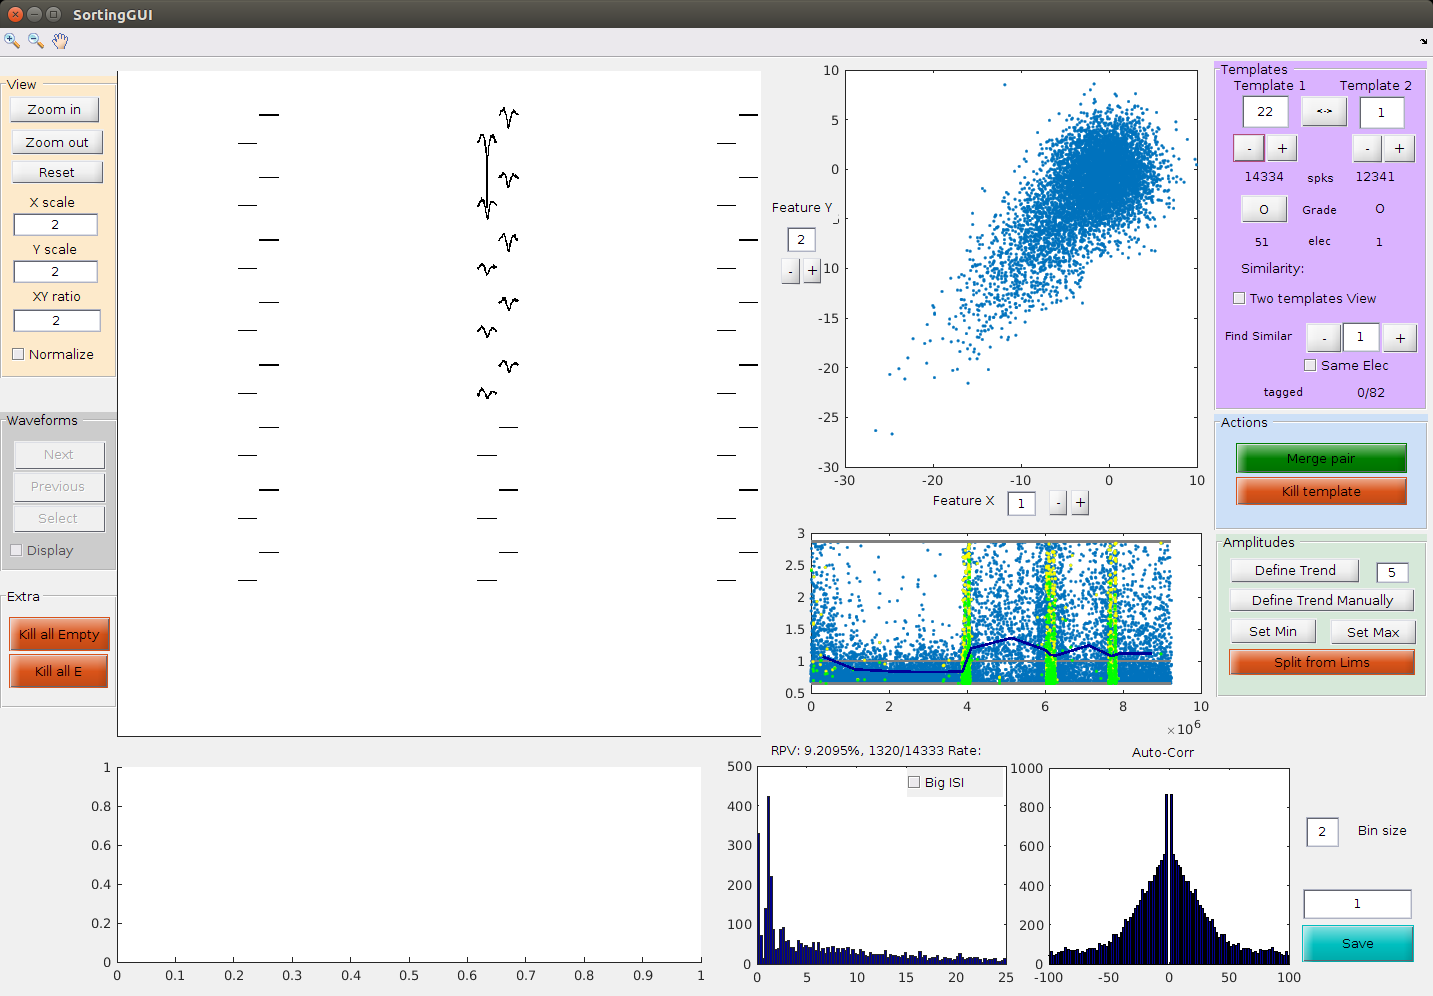 SortingGUI
View
Zoom in
Zoom out
Reset
X scale
2
Y scale
2
XY ratio
2
Normalize
Waveforms
Next
Previous
Select
Display
Extra
Kill all Empty
Kill all E
Feature Y
2
- +
10
5
0
-5
-10
-15
-20
-25
-30
-30 -20 -10 0 10
Feature X 1 - +
Templates
Template 1 Template 2
22 <-> 1
- + - +
14334 spks 12341
O Grade O
51 elec 1
Similarity:
Two templates View
Find Similar - 1 +
Same Elec
tagged 0/82
Actions
Merge pair
Kill template
3
2.5
2
1.5
1
0.5
0 2 4 6 8 10
×10⁶
Amplitudes
Define Trend 5
Define Trend Manually
Set Min Set Max
Split from Lims
1
0.8
0.6
0.4
0.2
0
0 0.1 0.2 0.3 0.4 0.5 0.6 0.7 0.8 0.9 1
RPV: 9.2095%, 1320/14333 Rate:
Big ISI
500
400
300
200
100
0
0 5 10 15 20 25
Auto-Corr
1000
800
600
400
200
0
-100 -50 0 50 100
2 Bin size
1
Save